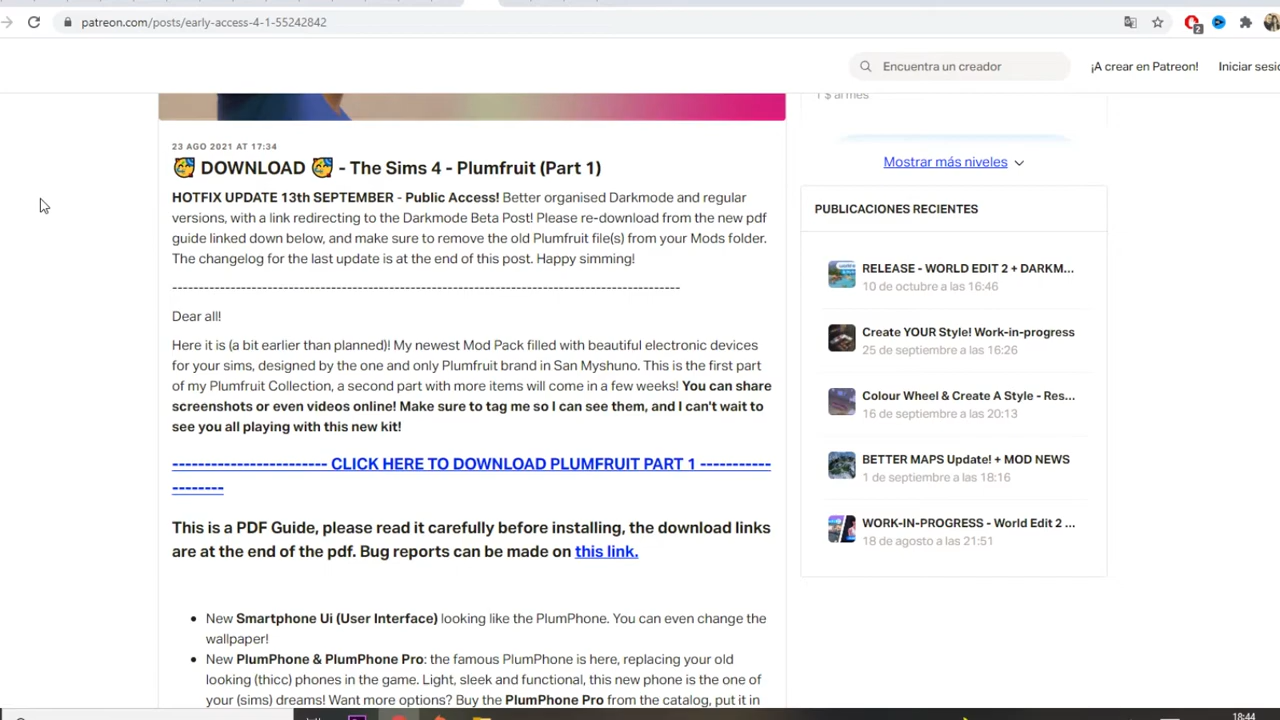 patreon.com/posts/early-access-4-1-55242842
2
Encuentra un creador
¡A crear en Patreon!
Iniciar sesió
1 $ al mes
Mostrar más niveles
23 AGO 2021 AT 17:34
DOWNLOAD - The Sims 4 - Plumfruit (Part 1)
HOTFIX UPDATE 13th SEPTEMBER - Public Access! Better organised Darkmode and regular
versions, with a link redirecting to the Darkmode Beta Post! Please re-download from the new pdf
guide linked down below, and make sure to remove the old Plumfruit file(s) from your Mods folder.
The changelog for the last update is at the end of this post. Happy simming!
------------------------------------------------------------------------------------------------
Dear all!
Here it is (a bit earlier than planned)! My newest Mod Pack filled with beautiful electronic devices
for your sims, designed by the one and only Plumfruit brand in San Myshuno. This is the first part
of my Plumfruit Collection, a second part with more items will come in a few weeks! You can share
screenshots or even videos online! Make sure to tag me so I can see them, and I can't wait to
see you all playing with this new kit!
------------------------ CLICK HERE TO DOWNLOAD PLUMFRUIT PART 1 -----------
--------
This is a PDF Guide, please read it carefully before installing, the download links
are at the end of the pdf. Bug reports can be made on this link.
• New Smartphone Ui (User Interface) looking like the PlumPhone. You can even change the
wallpaper!
• New PlumPhone & PlumPhone Pro: the famous PlumPhone is here, replacing your old
looking (thicc) phones in the game. Light, sleek and functional, this new phone is the one of
your (sims) dreams! Want more options? Buy the PlumPhone Pro from the catalog, put it in
PUBLICACIONES RECIENTES
RELEASE - WORLD EDIT 2 + DARKM...
10 de octubre a las 16:46
Create YOUR Style! Work-in-progress
25 de septiembre a las 16:26
Colour Wheel & Create A Style - Res...
16 de septiembre a las 20:13
BETTER MAPS Update! + MOD NEWS
1 de septiembre a las 18:16
WORK-IN-PROGRESS - World Edit 2 ...
18 de agosto a las 21:51
18:44